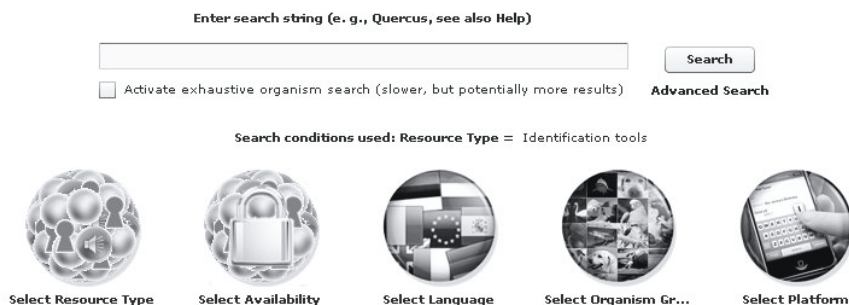 Enter search string (e. g., Quercus, see also Help)
Search
Activate exhaustive organism search (slower, but potentially more results) Advanced Search
Search conditions used: Resource Type = Identification tools
Select Resource Type Select Availability Select Language Select Organism Gr... Select Platform